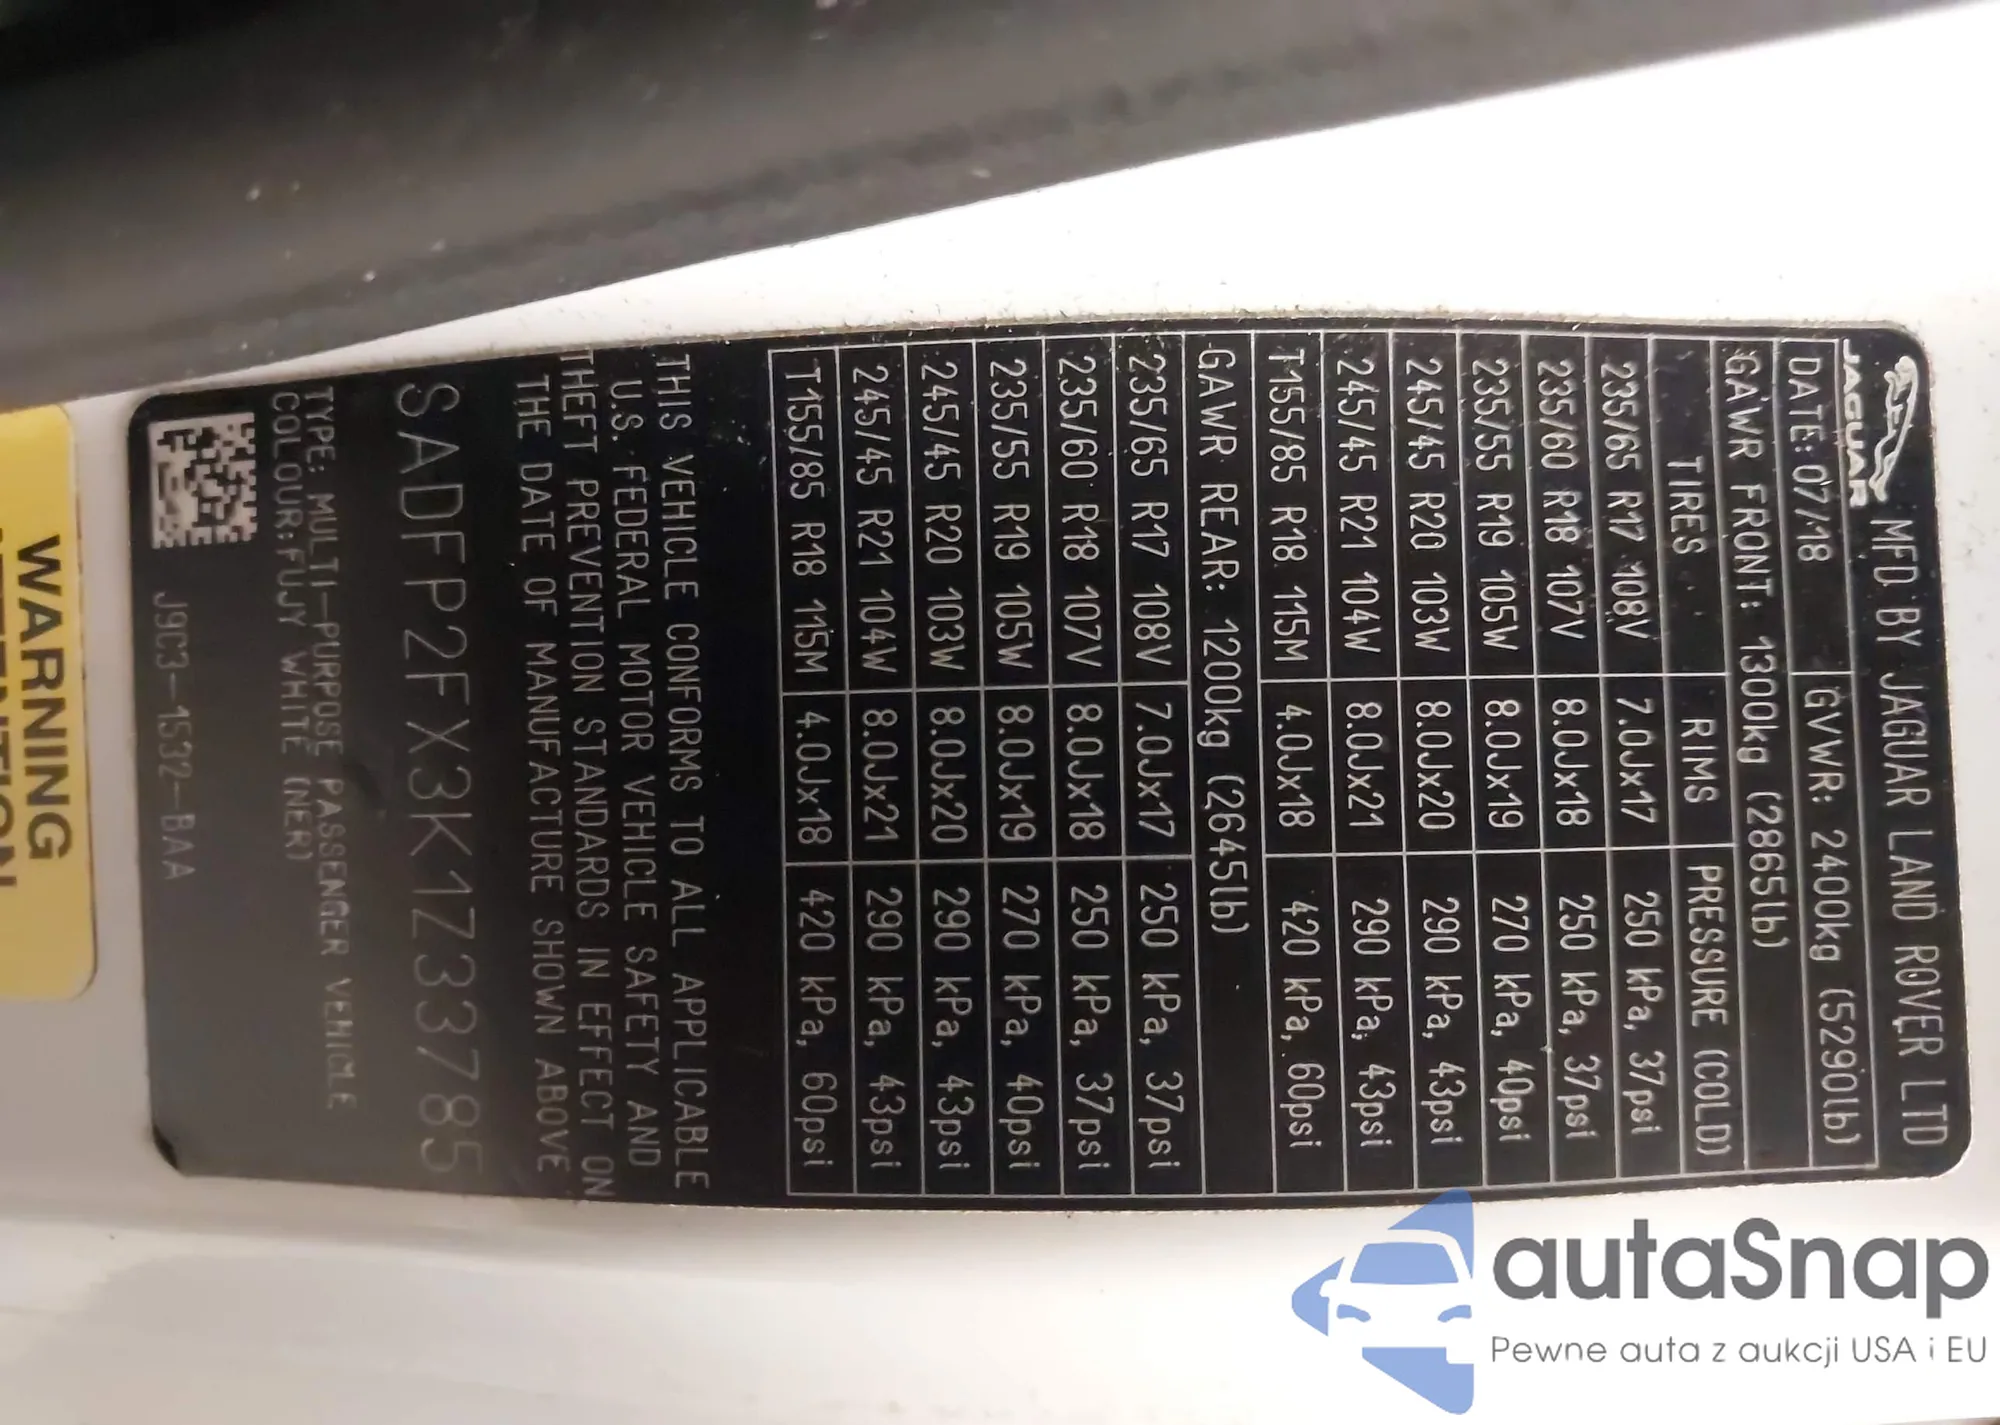 JAGUAR
MFD BY JAGUAR LAND ROVER LTD
DATE: 07/18 GVWR: 2400kg (5290lb)
GAWR FRONT: 1300kg (2865lb)
TIRES RIMS PRESSURE (COLD)
235/65 R17 108V 7.0Jx17 250 kPa, 37psi
235/60 R18 107V 8.0Jx18 250 kPa, 37psi
235/55 R19 105W 8.0Jx19 270 kPa, 40psi
245/45 R20 103W 8.0Jx20 290 kPa, 43psi
245/45 R21 104W 8.0Jx21 290 kPa, 43psi
T155/85 R18 115M 4.0Jx18 420 kPa, 60psi
GAWR REAR: 1200kg (2645lb)
235/65 R17 108V 7.0Jx17 250 kPa, 37psi
235/60 R18 107V 8.0Jx18 250 kPa, 37psi
235/55 R19 105W 8.0Jx19 270 kPa, 40psi
245/45 R20 103W 8.0Jx20 290 kPa, 43psi
245/45 R21 104W 8.0Jx21 290 kPa, 43psi
T155/85 R18 115M 4.0Jx18 420 kPa, 60psi
THIS VEHICLE CONFORMS TO ALL APPLICABLE
U.S. FEDERAL MOTOR VEHICLE SAFETY AND
THEFT PREVENTION STANDARDS IN EFFECT ON
THE DATE OF MANUFACTURE SHOWN ABOVE
SADFP2FX3K1Z33785
TYPE: MULTI-PURPOSE PASSENGER VEHICLE
COLOUR:FUJY WHITE (NER)
J9C3-1532-BAA
WARNING
autaSnap
Pewne auta z aukcji USA i EU